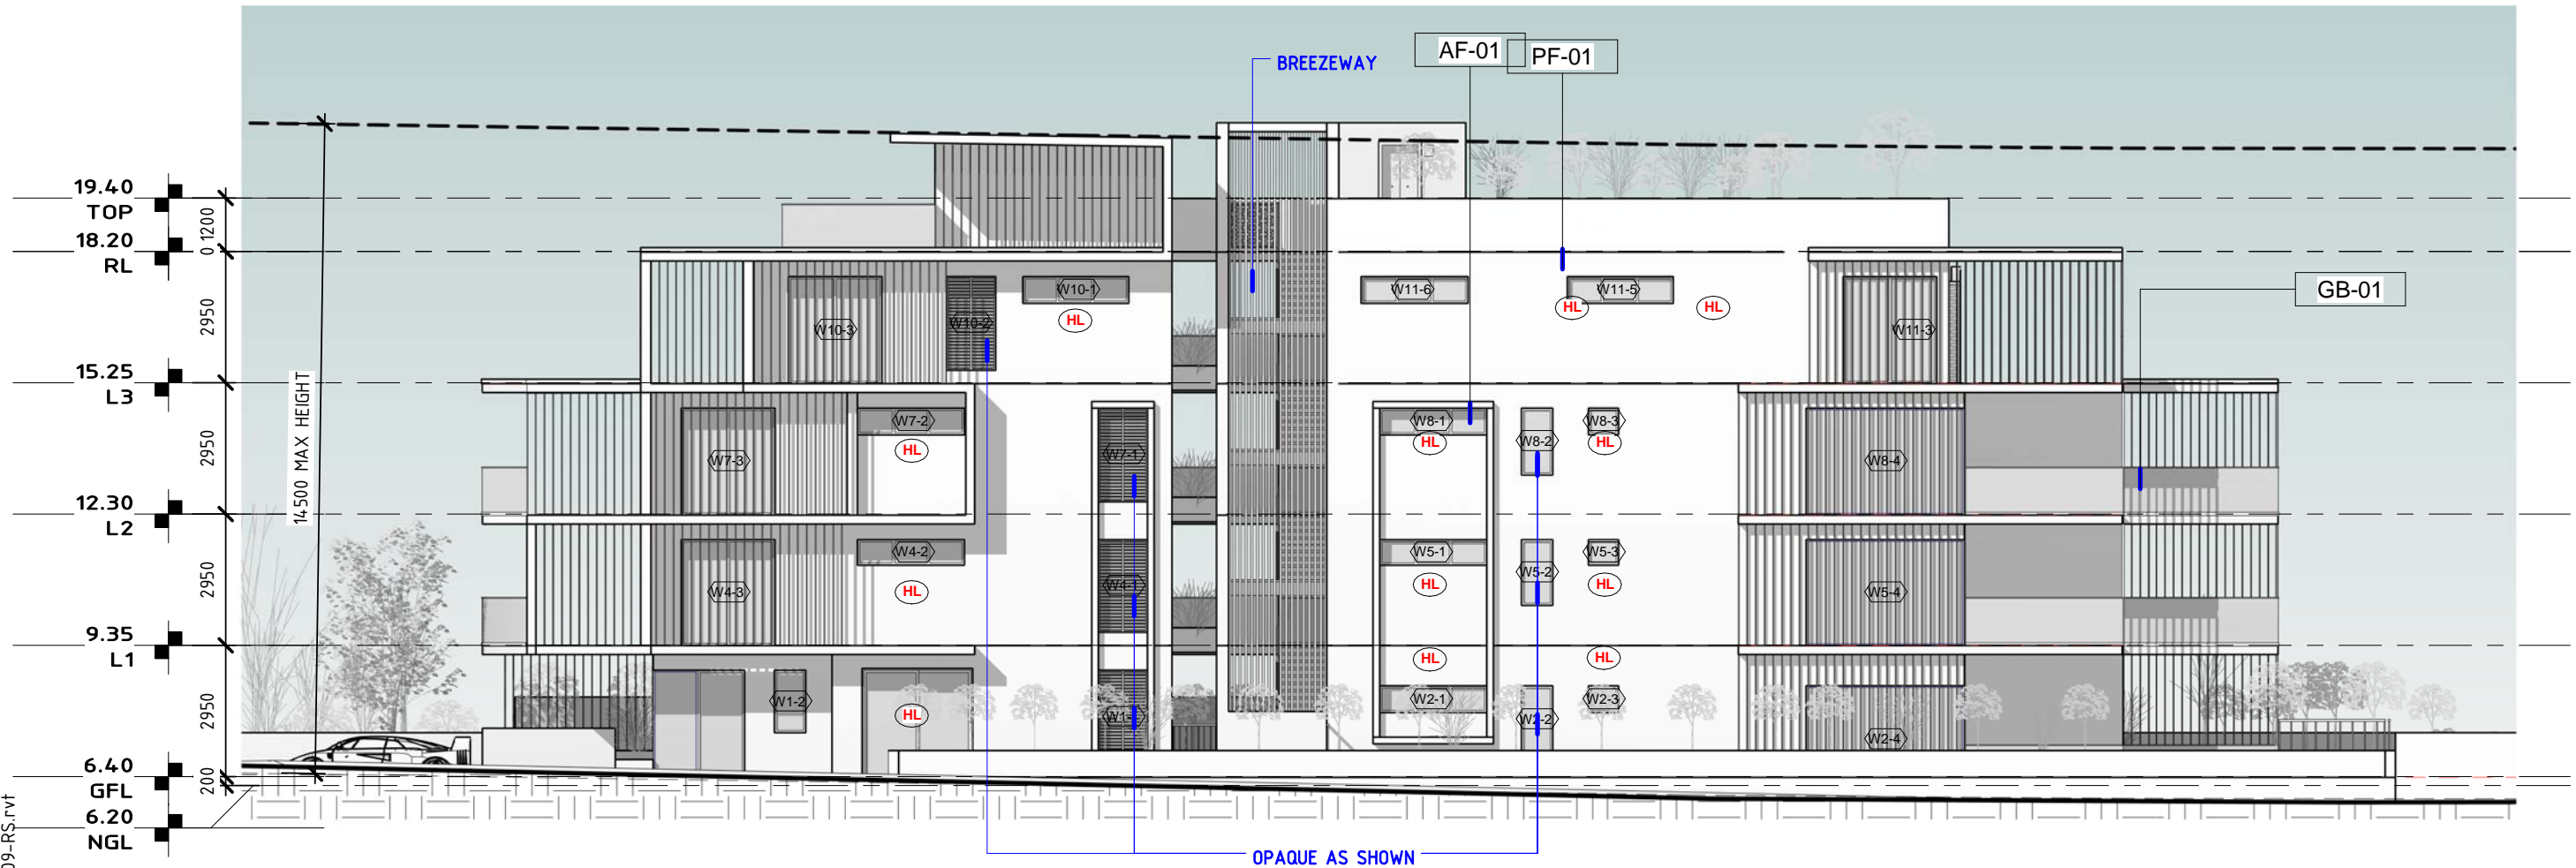 BREEZEWAY
AF-01
PF-01
GB-01
19.40
TOP
1200
18.20
0
RL
2950
15.25
L3
14500 MAX HEIGHT
2950
12.30
L2
2950
9.35
L1
2950
6.40
GFL
200
6.20
NGL
W10-3
W10-2
W10-1
HL
W11-6
W11-5
HL
HL
W11-3
W7-3
W7-2
HL
W7-1
W8-1
HL
W8-2
W8-3
HL
W8-4
W4-3
W4-2
HL
W4-1
W5-1
HL
W5-2
W5-3
HL
W5-4
HL
HL
W1-2
HL
W2-1
W2-2
W2-3
W2-4
OPAQUE AS SHOWN
09-RS.rvt